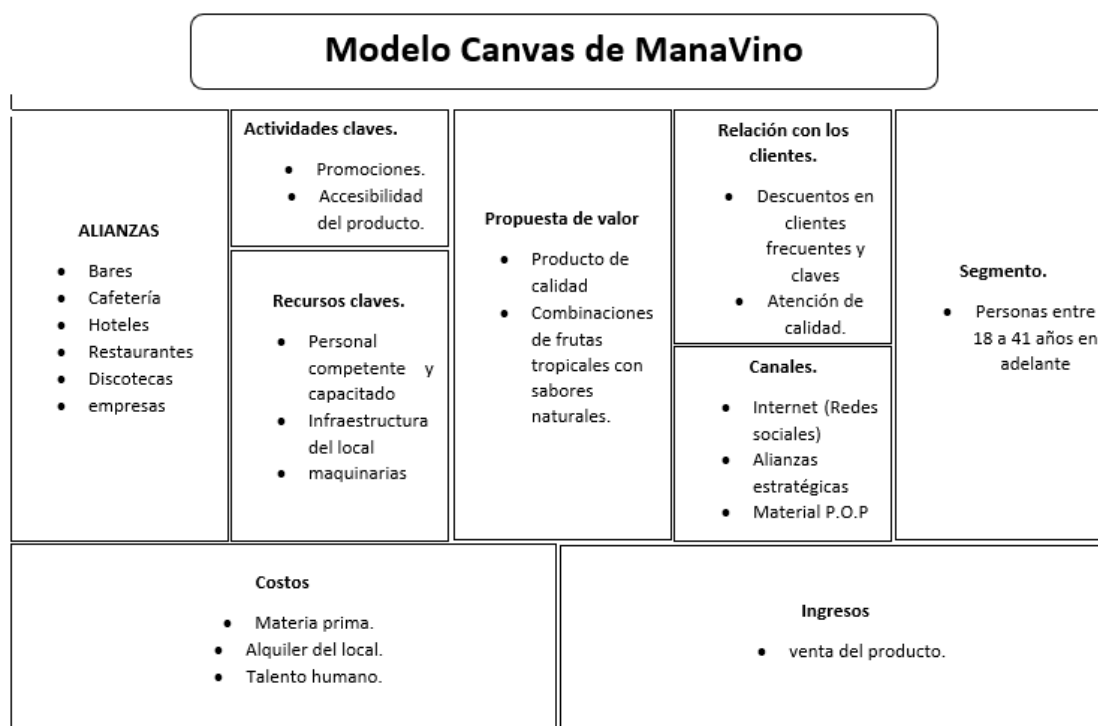 Modelo Canvas de ManaVino
ALIANZAS
• Bares
• Cafetería
• Hoteles
• Restaurantes
• Discotecas
• empresas
Actividades claves.
• Promociones.
• Accesibilidad
del producto.
Recursos claves.
• Personal
competente y
capacitado
• Infraestructura
del local
• maquinarias
Propuesta de valor
• Producto de
calidad
• Combinaciones
de frutas
tropicales con
sabores
naturales.
Relación con los
clientes.
• Descuentos en
clientes
frecuentes y
claves
• Atención de
calidad.
Canales.
• Internet (Redes
sociales)
• Alianzas
estratégicas
• Material P.O.P
Segmento.
• Personas entre
18 a 41 años en
adelante
Costos
• Materia prima.
• Alquiler del local.
• Talento humano.
Ingresos
• venta del producto.